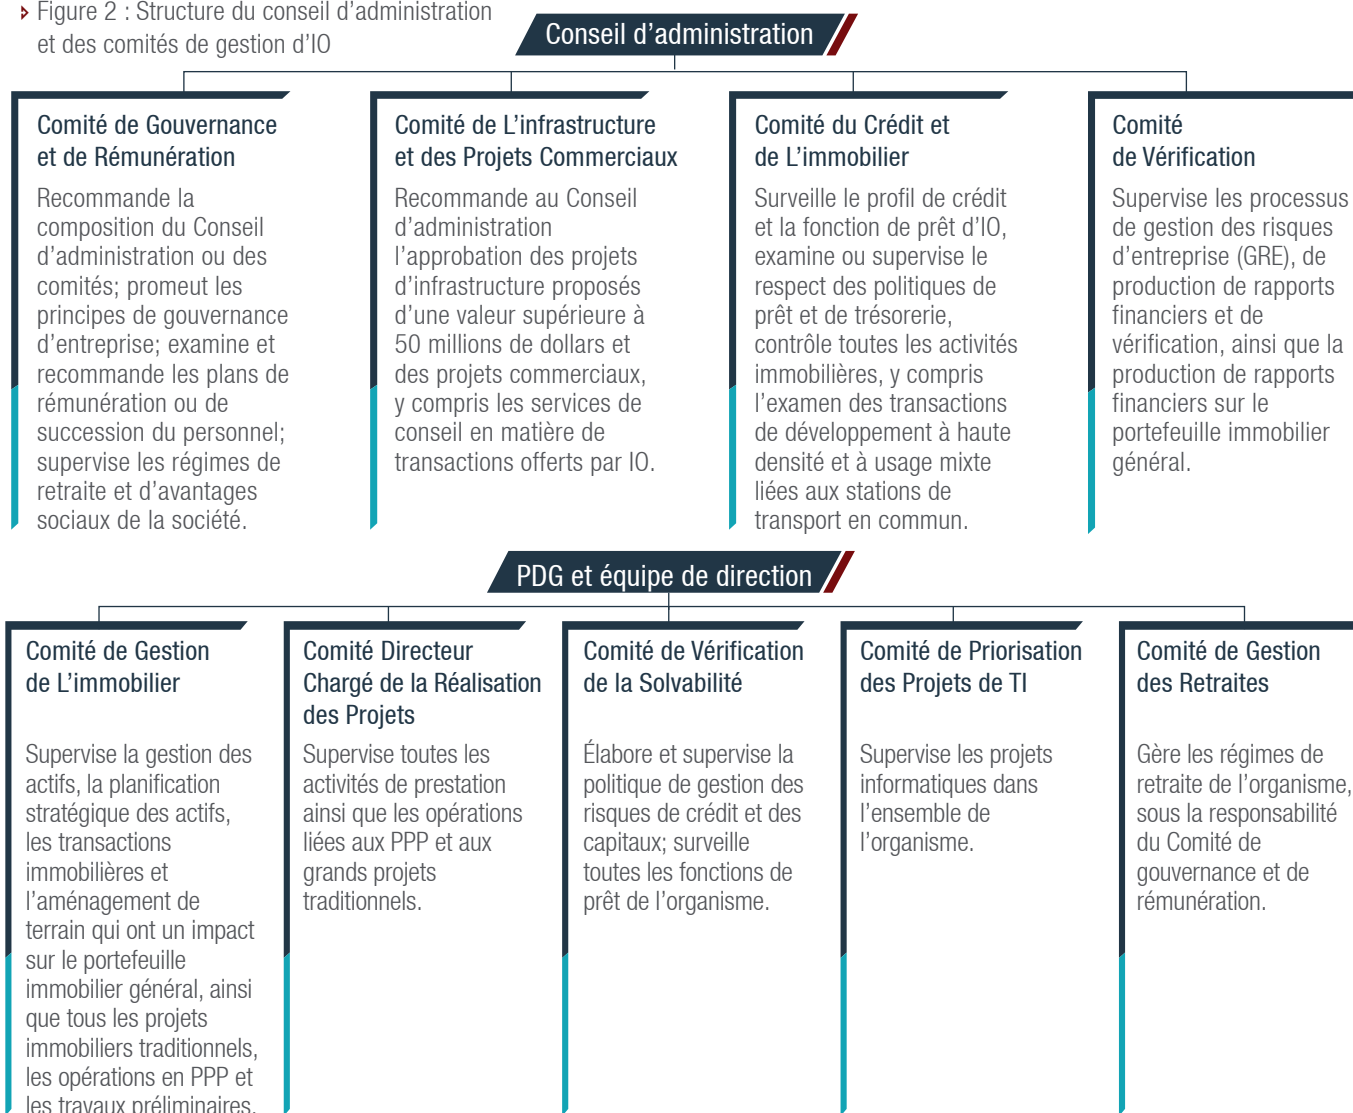 Figure 2 : Structure du conseil d’administration
et des comités de gestion d’IO
Conseil d’administration
Comité de Gouvernance
et de Rémunération
Recommande la
composition du Conseil
d’administration ou des
comités; promeut les
principes de gouvernance
d’entreprise; examine et
recommande les plans de
rémunération ou de
succession du personnel;
supervise les régimes de
retraite et d’avantages
sociaux de la société.
Comité de L’infrastructure
et des Projets Commerciaux
Recommande au Conseil
d’administration
l’approbation des projets
d’infrastructure proposés
d’une valeur supérieure à
50 millions de dollars et
des projets commerciaux,
y compris les services de
conseil en matière de
transactions offerts par IO.
Comité du Crédit et
de L’immobilier
Surveille le profil de crédit
et la fonction de prêt d’IO,
examine ou supervise le
respect des politiques de
prêt et de trésorerie,
contrôle toutes les activités
immobilières, y compris
l’examen des transactions
de développement à haute
densité et à usage mixte
liées aux stations de
transport en commun.
Comité
de Vérification
Supervise les processus
de gestion des risques
d’entreprise (GRE), de
production de rapports
financiers et de
vérification, ainsi que la
production de rapports
financiers sur le
portefeuille immobilier
général.
PDG et équipe de direction
Comité de Gestion
de L’immobilier
Supervise la gestion des
actifs, la planification
stratégique des actifs,
les transactions
immobilières et
l’aménagement de
terrain qui ont un impact
sur le portefeuille
immobilier général, ainsi
que tous les projets
immobiliers traditionnels,
les opérations en PPP et
les travaux préliminaires.
Comité Directeur
Chargé de la Réalisation
des Projets
Supervise toutes les
activités de prestation
ainsi que les opérations
liées aux PPP et aux
grands projets
traditionnels.
Comité de Vérification
de la Solvabilité
Élabore et supervise la
politique de gestion des
risques de crédit et des
capitaux; surveille
toutes les fonctions de
prêt de l’organisme.
Comité de Priorisation
des Projets de TI
Supervise les projets
informatiques dans
l’ensemble de
l’organisme.
Comité de Gestion
des Retraites
Gère les régimes de
retraite de l’organisme,
sous la responsabilité
du Comité de
gouvernance et de
rémunération.